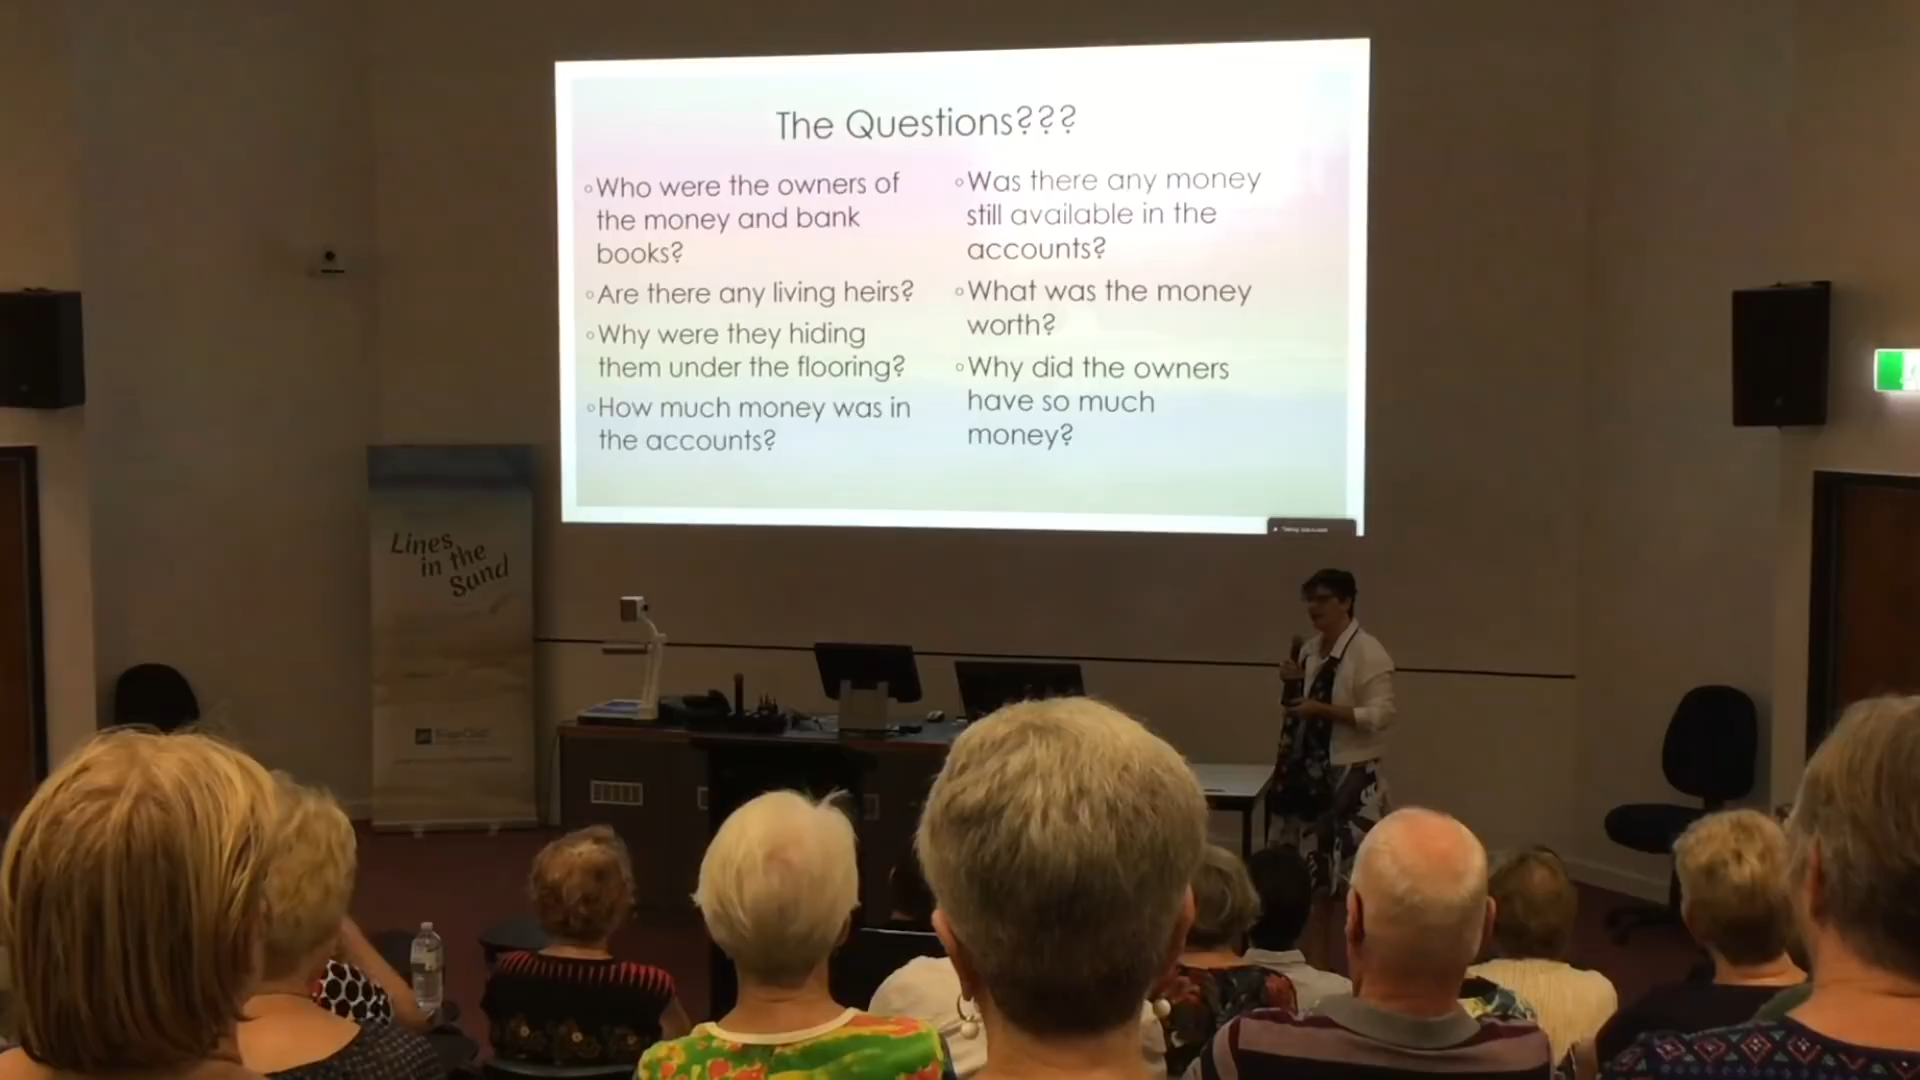 The Questions???
◦Who were the owners of
the money and bank
books?
◦Are there any living heirs?
◦Why were they hiding
them under the flooring?
◦How much money was in
the accounts?
◦Was there any money
still available in the
accounts?
◦What was the money
worth?
◦Why did the owners
have so much
money?
Lines
in the
Sand